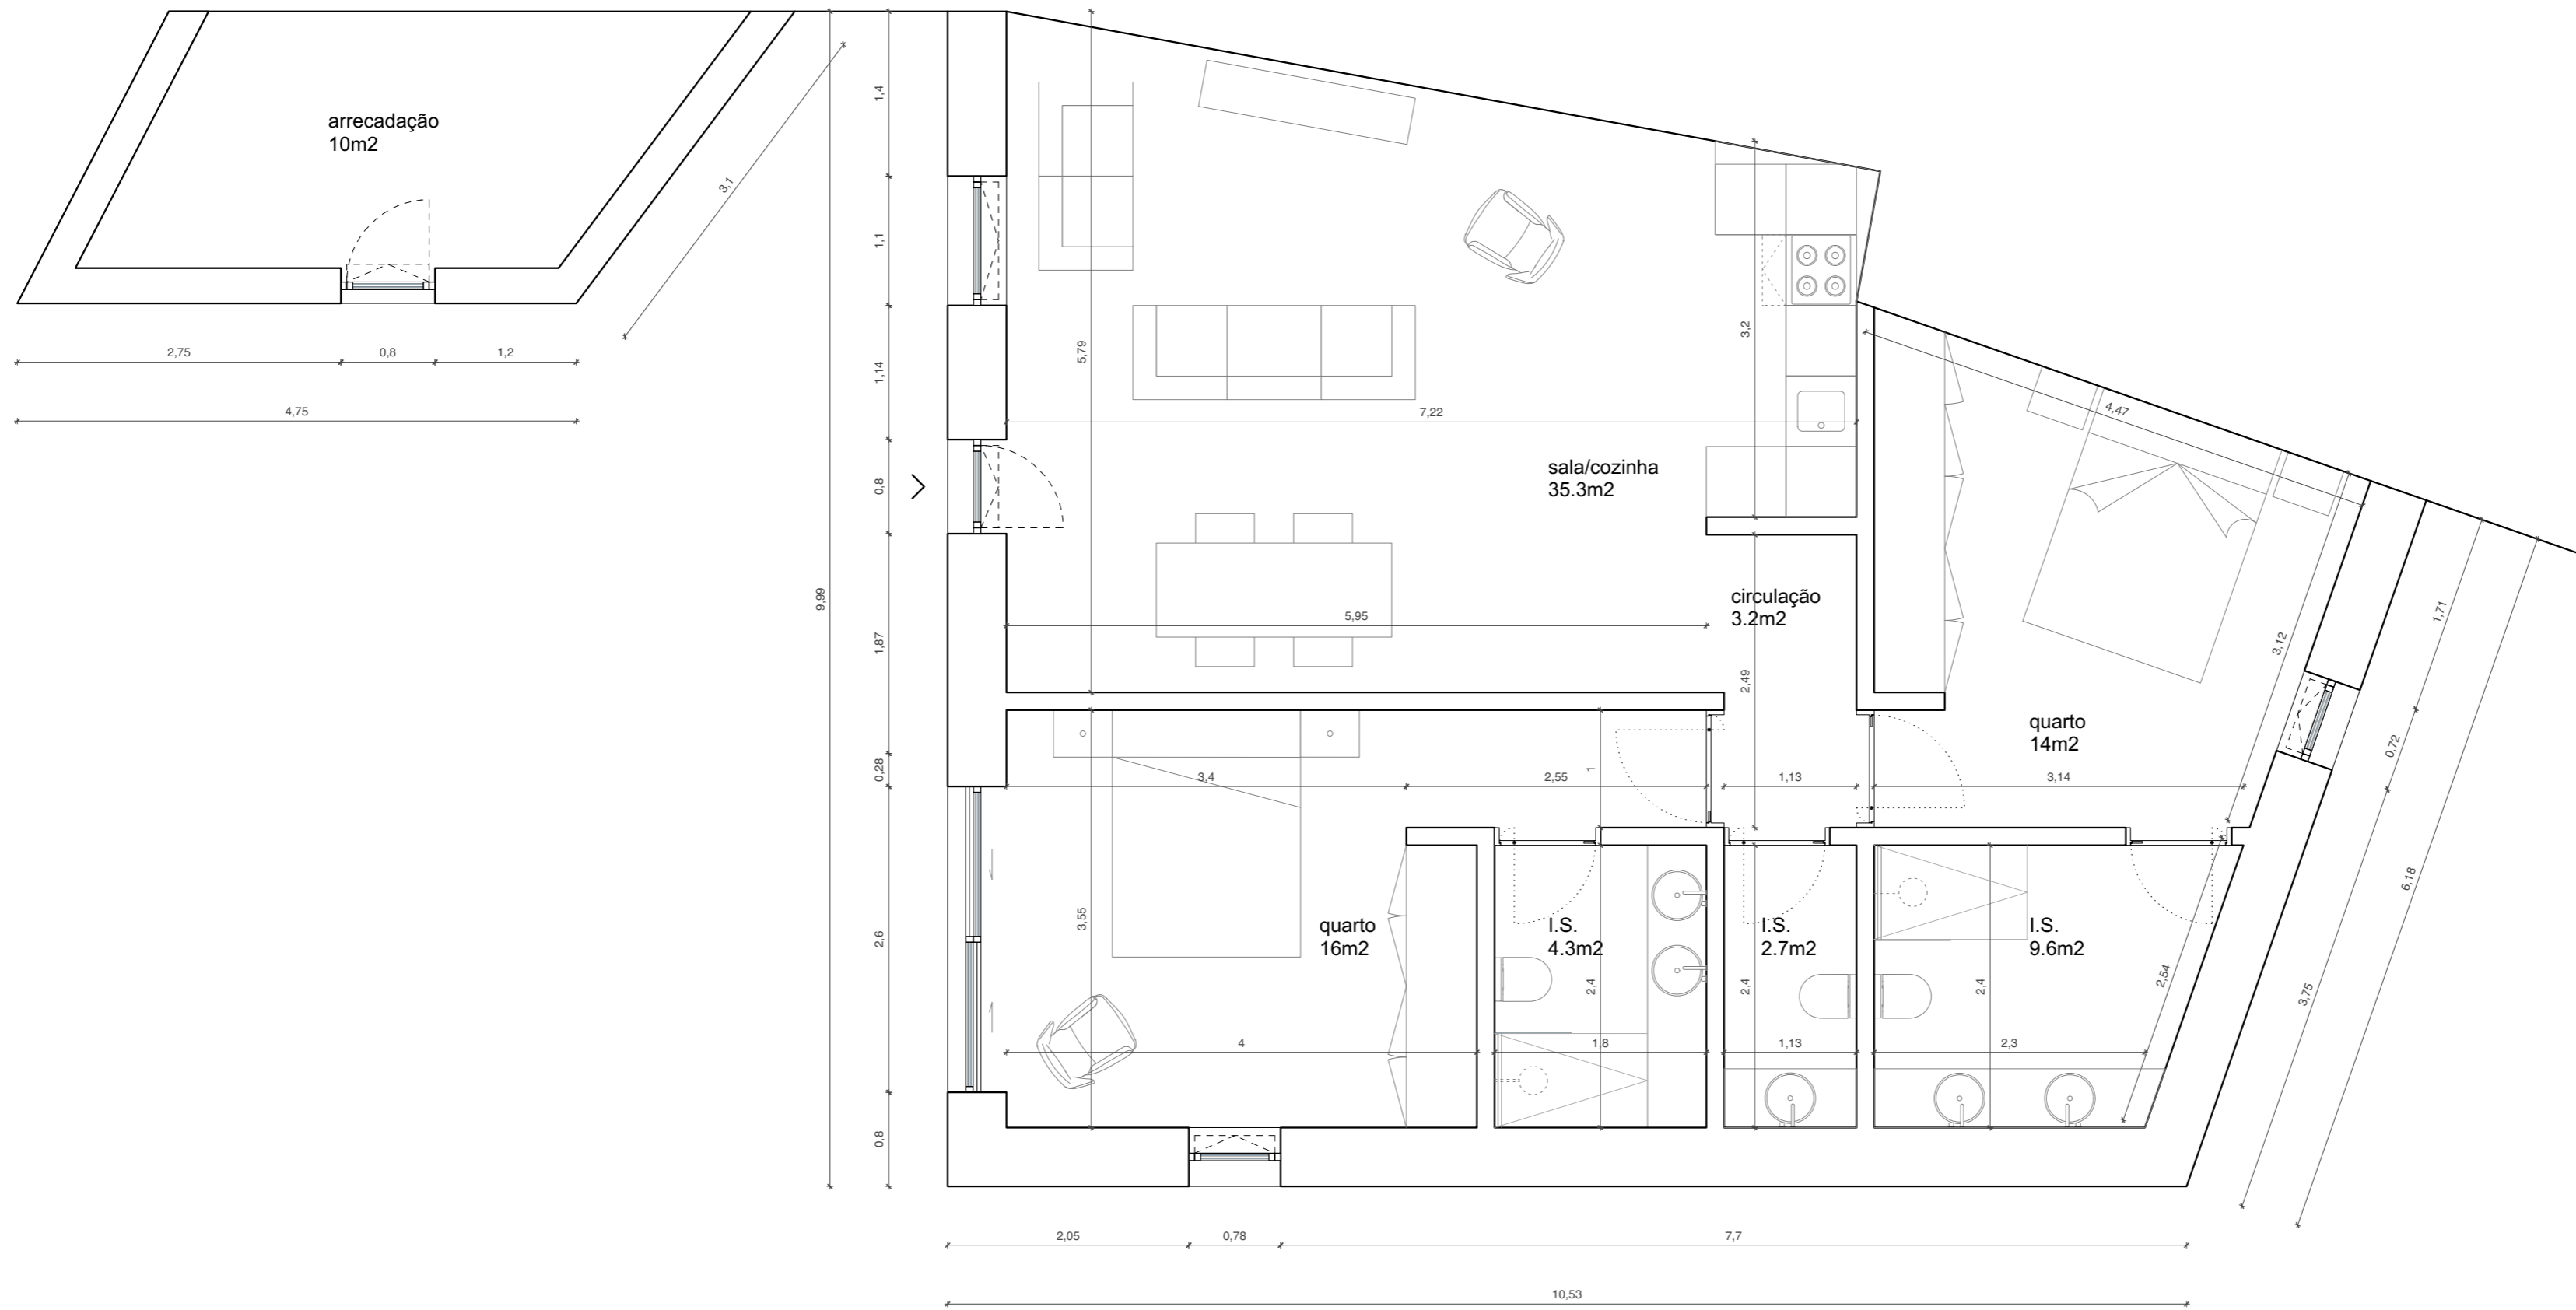 arrecadação
10m2
3,1
2,75
0,8
1,2
4,75
9,99
1,4
1,1
1,14
0,8
1,87
0,28
2,6
0,8
5,79
3,2
7,22
sala/cozinha
35.3m2
5,95
circulação
3.2m2
2,49
4,47
3,12
1,71
0,72
6,18
3,75
quarto
14m2
3,4
2,55
1
1,13
3,14
3,55
quarto
16m2
I.S.
4.3m2
I.S.
2.7m2
I.S.
9.6m2
2,4
2,4
2,4
2,54
4
1,8
1,13
2,3
2,05
0,78
7,7
10,53